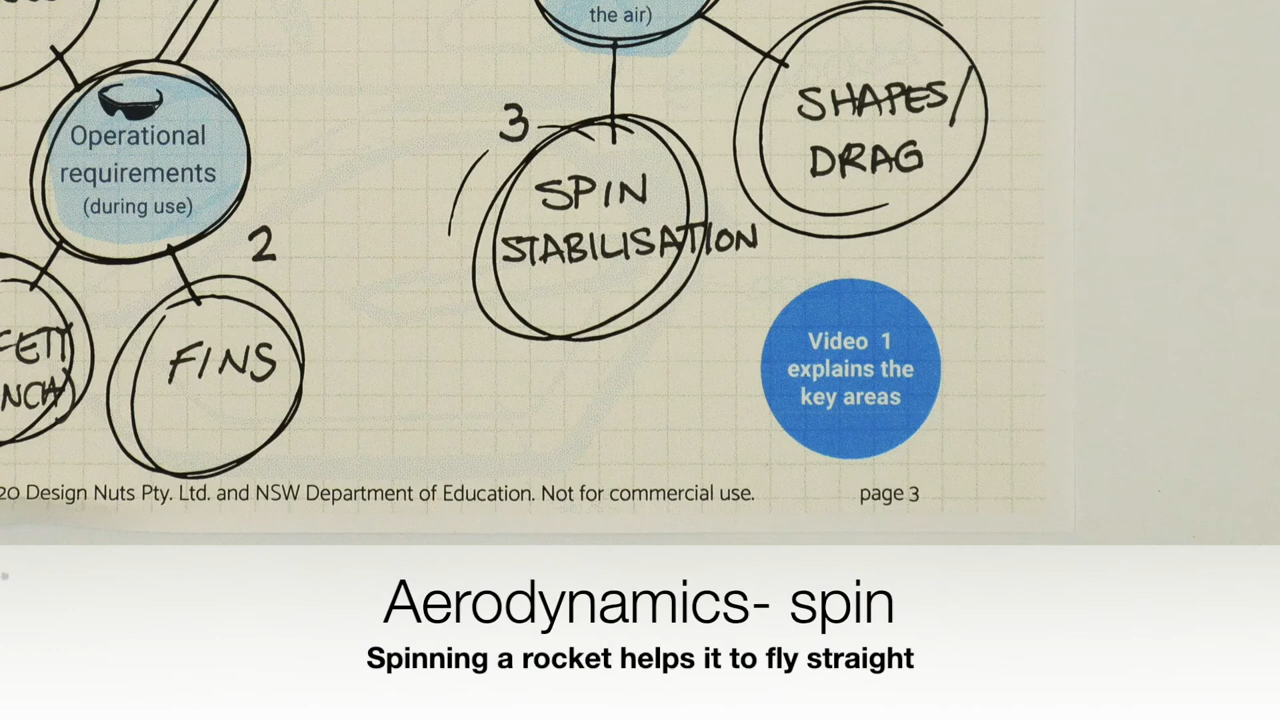 the air)
SHAPES/
DRAG
3
SPIN
STABILISATION
Operational
requirements
(during use)
2
FINS
Video 1
explains the
key areas
Design Nuts Pty. Ltd. and NSW Department of Education. Not for commercial use.
page 3
Aerodynamics- spin
Spinning a rocket helps it to fly straight